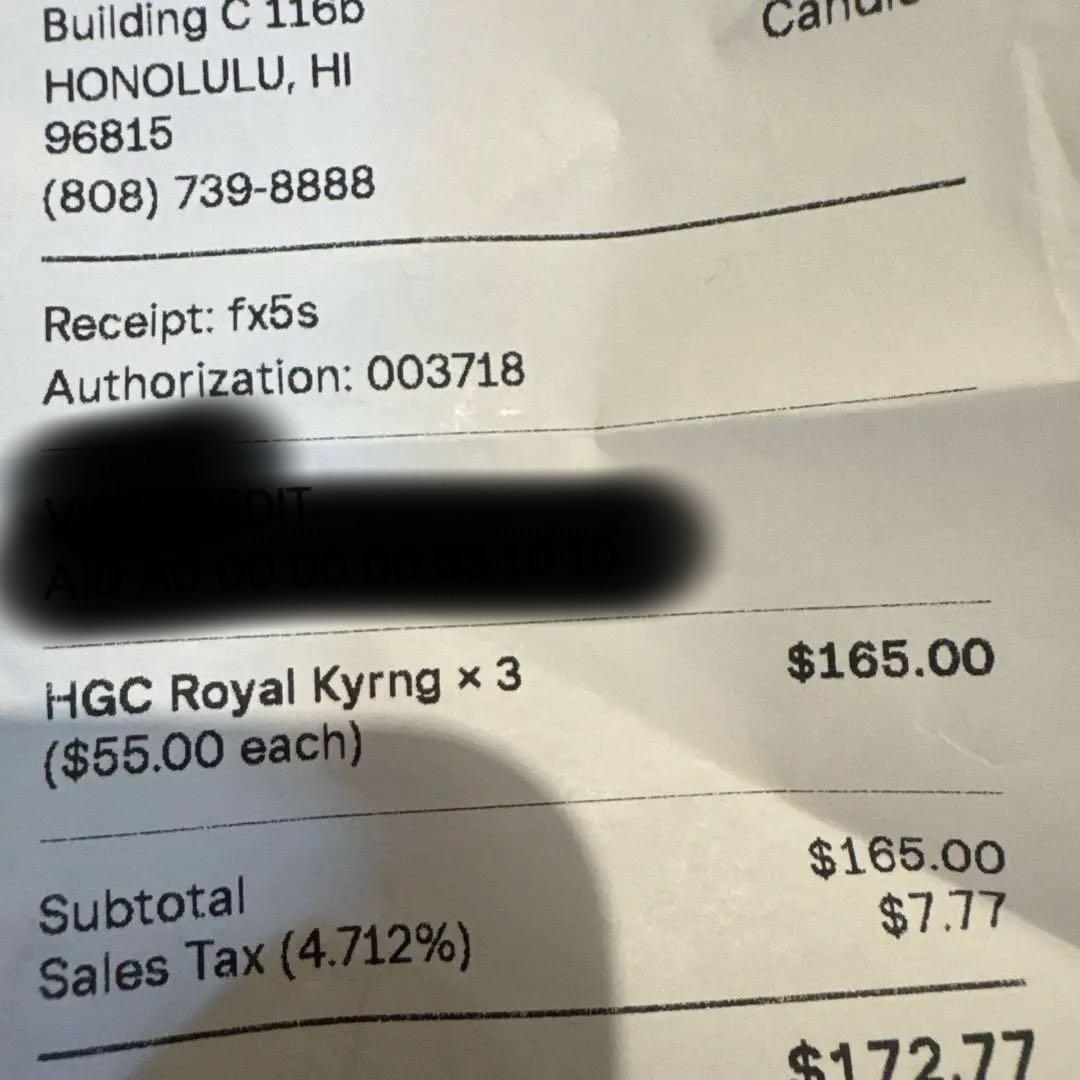 Building C 116b
HONOLULU, HI
96815
(808) 739-8888
Receipt: fx5s
Authorization: 003718
HGC Royal Kyrng × 3 $165.00
($55.00 each)
Subtotal $165.00
Sales Tax (4.712%) $7.77
$172.77